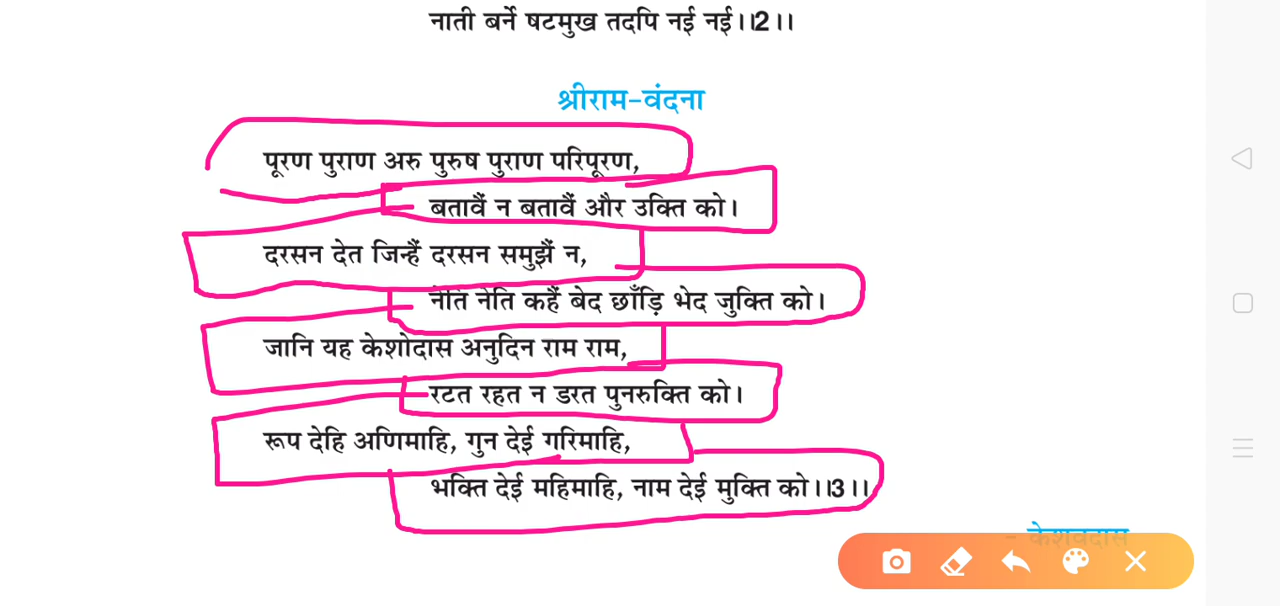 नाती बर्ने षटमुख तदपि नई नई।।2।।
श्रीराम-वंदना
पूरण पुराण अरु पुरुष पुराण परिपूरण,
बतावैं न बतावैं और उक्ति को।
दरसन देत जिन्हैं दरसन समुझैं न,
नेति नेति कहैं बेद छाँड़ि भेद जुक्ति को।
जानि यह केशोदास अनुदिन राम राम,
रटत रहत न डरत पुनरुक्ति को।
रूप देहि अणिमाहि, गुन देई गरिमाहि,
भक्ति देई महिमाहि, नाम देई मुक्ति को।।3।।
- केशवदास